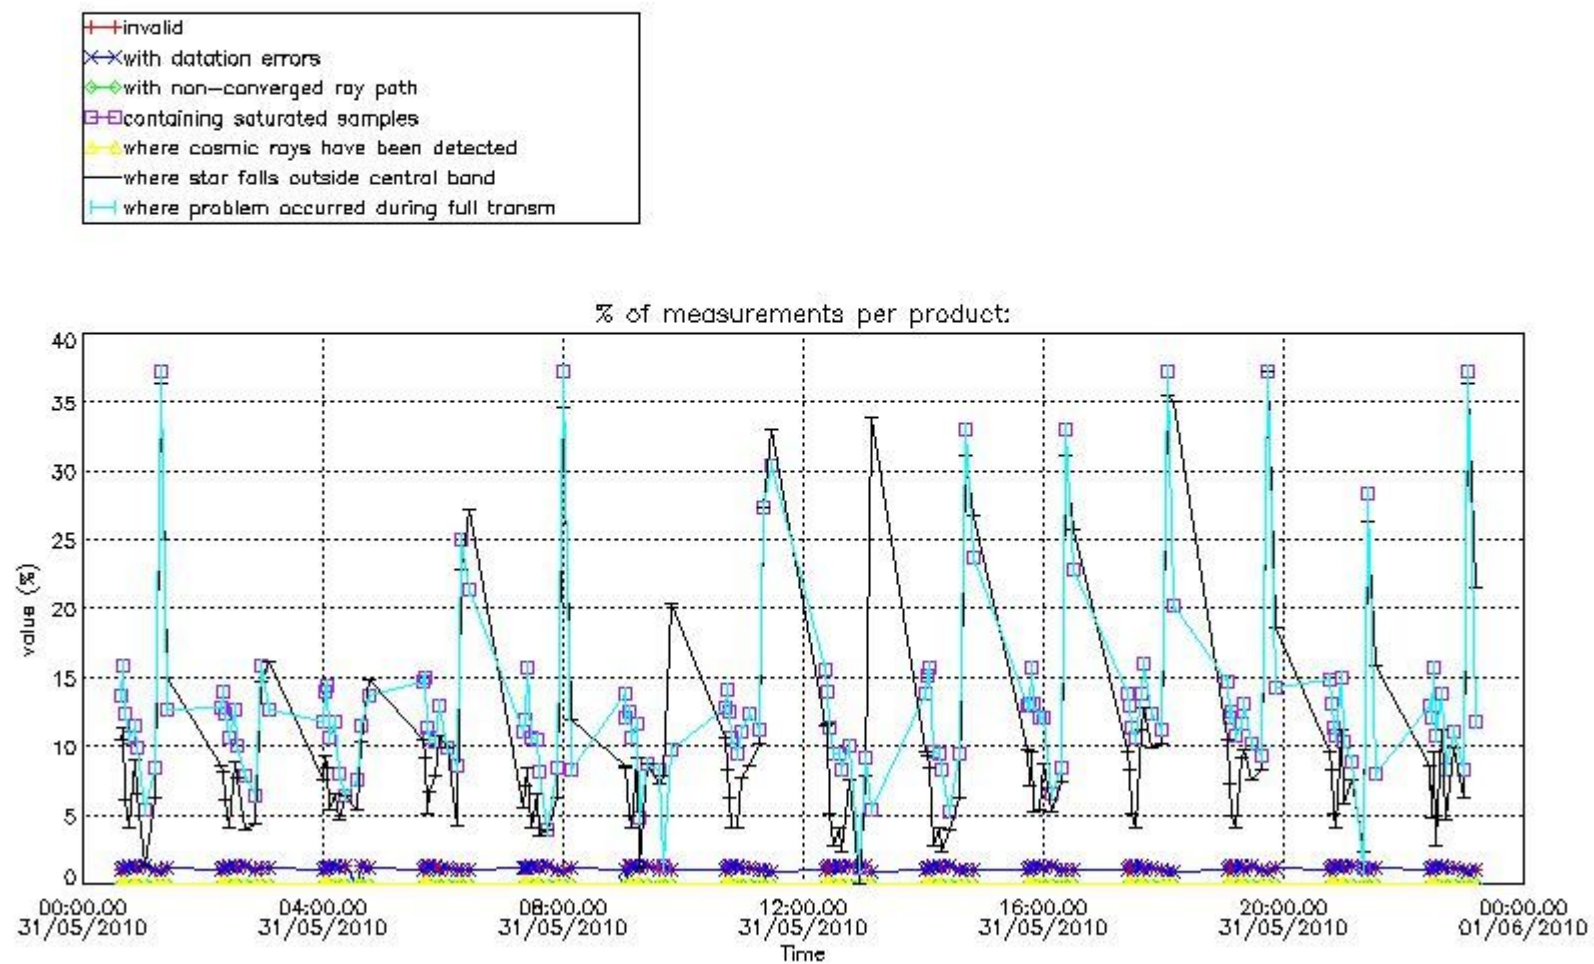 invalid
with datation errors
with non-converged ray path
containing saturated samples
where cosmic rays have been detected
where star falls outside central band
where problem occurred during full transm
% of measurements per product:
40
35
30
25
20
15
10
5
0
value (%)
00:00:00 04:00:00 08:00:00 12:00:00 16:00:00 20:00:00 00:00:00
31/05/2010 31/05/2010 31/05/2010 31/05/2010 31/05/2010 31/05/2010 01/06/2010
Time